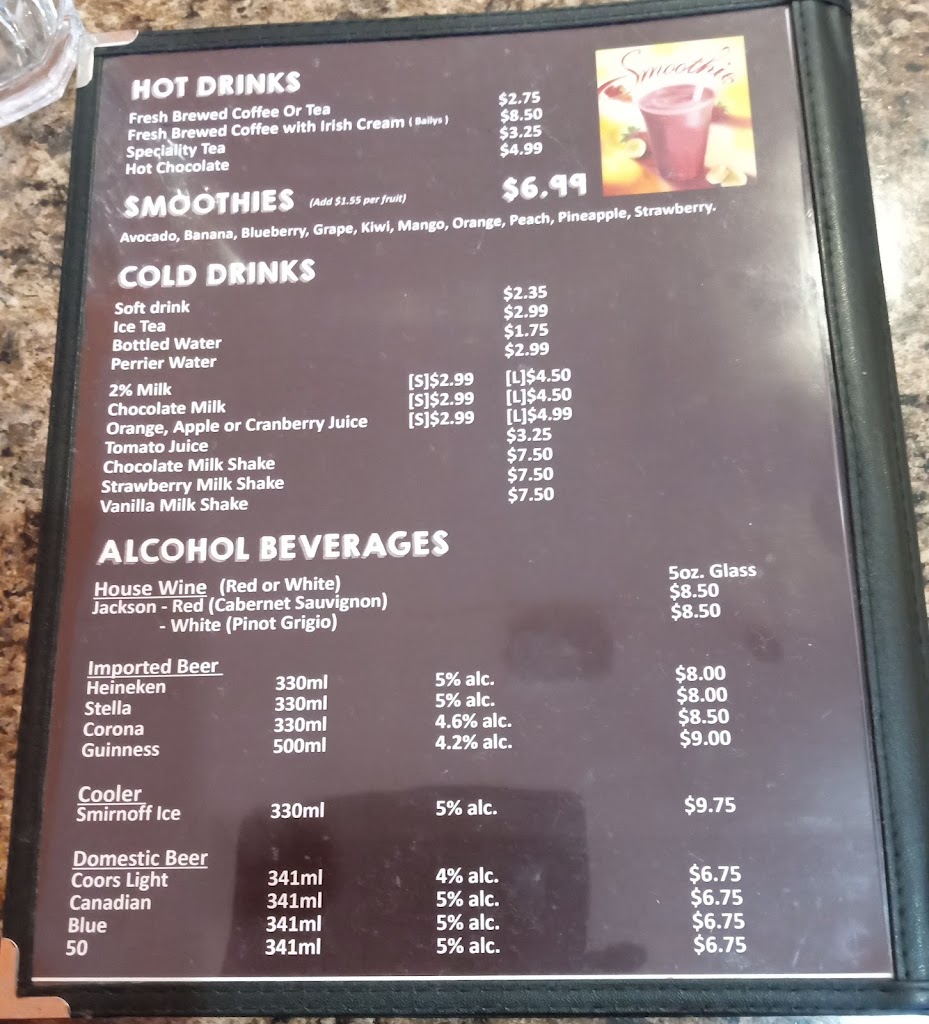 Smoothie
HOT DRINKS
Fresh Brewed Coffee Or Tea $2.75
Fresh Brewed Coffee with Irish Cream ( Bailys ) $8.50
Speciality Tea $3.25
Hot Chocolate $4.99
SMOOTHIES (Add $1.55 per fruit) $6.99
Avocado, Banana, Blueberry, Grape, Kiwi, Mango, Orange, Peach, Pineapple, Strawberry.
COLD DRINKS
Soft drink $2.35
Ice Tea $2.99
Bottled Water $1.75
Perrier Water $2.99
2% Milk [S]$2.99 [L]$4.50
Chocolate Milk [S]$2.99 [L]$4.50
Orange, Apple or Cranberry Juice [S]$2.99 [L]$4.99
Tomato Juice $3.25
Chocolate Milk Shake $7.50
Strawberry Milk Shake $7.50
Vanilla Milk Shake $7.50
ALCOHOL BEVERAGES
House Wine (Red or White) 5oz. Glass
Jackson - Red (Cabernet Sauvignon) $8.50
- White (Pinot Grigio) $8.50
Imported Beer
Heineken 330ml 5% alc. $8.00
Stella 330ml 5% alc. $8.00
Corona 330ml 4.6% alc. $8.50
Guinness 500ml 4.2% alc. $9.00
Cooler
Smirnoff Ice 330ml 5% alc. $9.75
Domestic Beer
Coors Light 341ml 4% alc. $6.75
Canadian 341ml 5% alc. $6.75
Blue 341ml 5% alc. $6.75
50 341ml 5% alc. $6.75